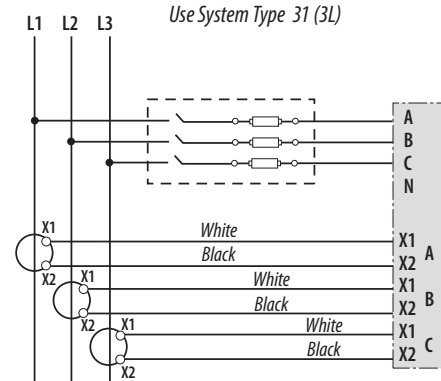 Use System Type 31 (3L)
L1 L2 L3
A
B
C
N
X1 White X1
Black X2 A
X2 X1 White X1
Black X2 B
X2 X1 White X1
Black X2 C
X2